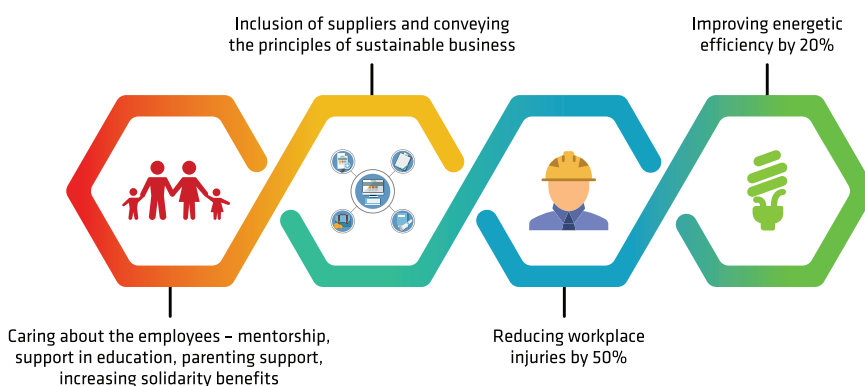 Inclusion of suppliers and conveying
the principles of sustainable business
Improving energetic
efficiency by 20%
Caring about the employees – mentorship,
support in education, parenting support,
increasing solidarity benefits
Reducing workplace
injuries by 50%